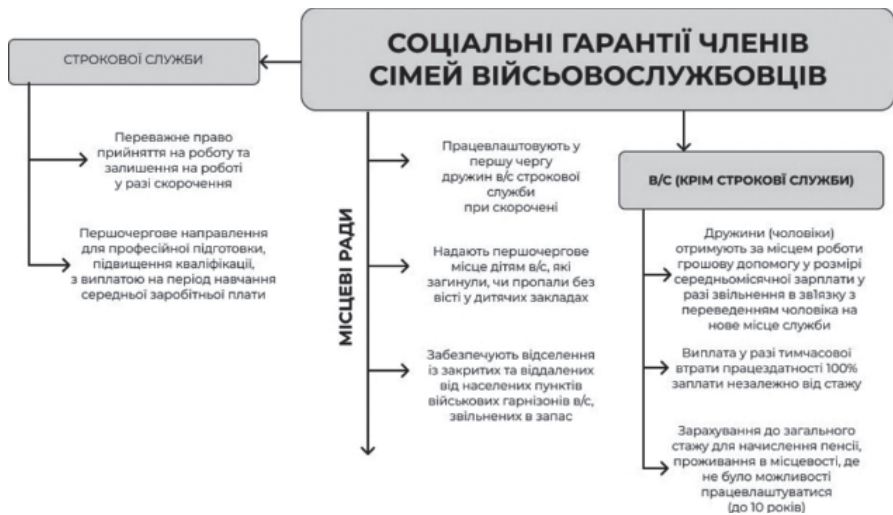 СОЦІАЛЬНІ ГАРАНТІЇ ЧЛЕНІВ
СІМЕЙ ВІЙСЬОВОСЛУЖБОВЦІВ
СТРОКОВОЇ СЛУЖБИ
Переважне право
прийняття на роботу та
залишення на роботі
у разі скорочення
Першочергове направлення
для професійної підготовки,
підвищення кваліфікації,
з виплатою на період навчання
середньої заробітньої плати
МІСЦЕВІ РАДИ
Працевлаштовують у
першу чергу
дружин в/с строкової
служби
при скорочені
Надають першочергове
місце дітям в/с, які
загинули, чи пропали без
вісті у дитячих закладах
Забезпечують відселення
із закритих та віддалених
від населених пунктів
військових гарнізонів в/с,
звільнених в запас
В/С (КРІМ СТРОКОВІ СЛУЖБИ)
Дружини (чоловіки)
отримують за місцем роботи
грошову допомогу у розмірі
середньомісячної зарплати у
разі звільнення в зв1язку з
переведенням чоловіка на
нове місце служби
Виплата у разі тимчасової
втрати працездатності 100%
заплати незалежно від стажу
Зарахування до загального
стажу для начислення пенсії,
проживання в місцевості, де
не було можливості
працевлаштуватися
(до 10 років)